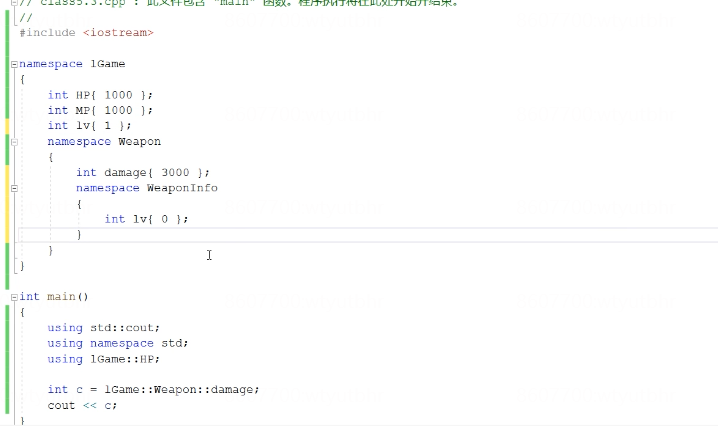 // class5.3.cpp : 此文件包含 "main" 函数。程序执行将在此处开始并结束。
//
#include <iostream>
namespace lGame
{
int HP{ 1000 };
int MP{ 1000 };
int lv{ 1 };
namespace Weapon
{
int damage{ 3000 };
namespace WeaponInfo
{
int lv{ 0 };
}
}
}
int main()
{
using std::cout;
using namespace std;
using lGame::HP;
int c = lGame::Weapon::damage;
cout << c;
}